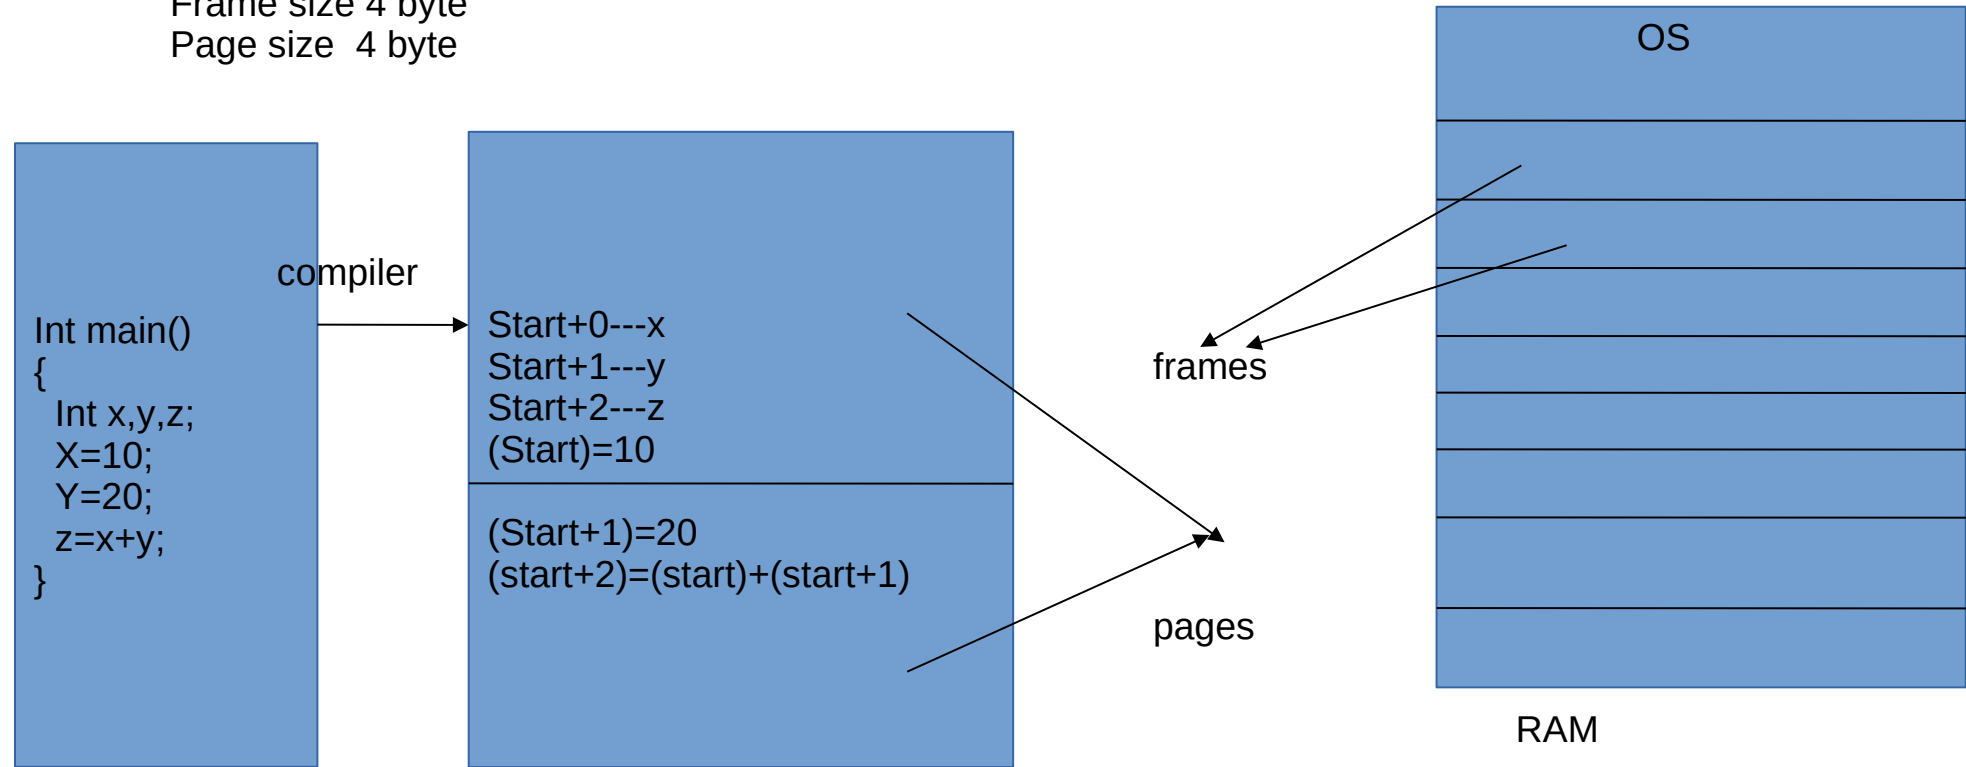 Frame size 4 byte
Page size  4 byte
OS
compiler
Int main()
{
Int x,y,z;
X=10;
Y=20;
z=x+y;
}
Start+0---x
Start+1---y
Start+2---z
(Start)=10
(Start+1)=20
(start+2)=(start)+(start+1)
frames
pages
RAM